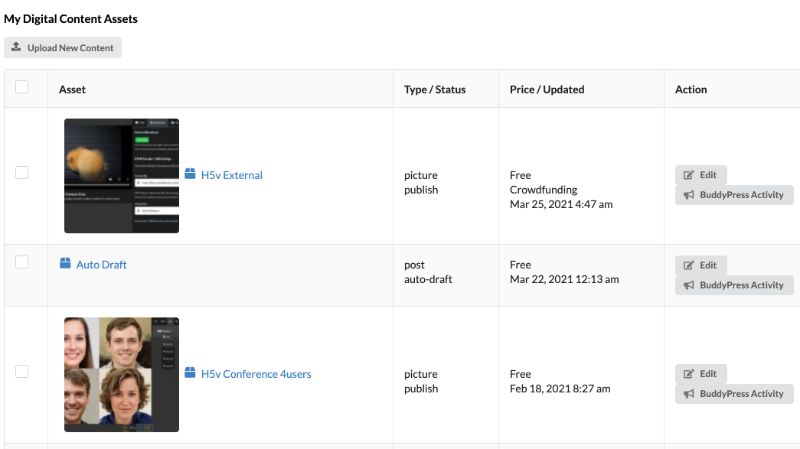 My Digital Content Assets
Upload New Content
Asset Type / Status Price / Updated Action
H5v External
picture
publish
Free
Crowdfunding
Mar 25, 2021 4:47 am
Edit
BuddyPress Activity
Auto Draft
post
auto-draft
Free
Mar 22, 2021 12:13 am
Edit
BuddyPress Activity
H5v Conference 4users
picture
publish
Free
Feb 18, 2021 8:27 am
Edit
BuddyPress Activity